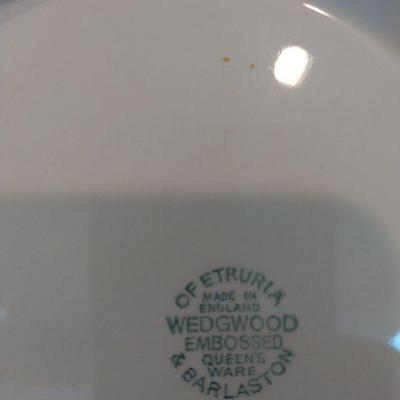 OF ETRURIA
MADE IN
ENGLAND
WEDGWOOD
EMBOSSED
QUEEN'S
WARE
& BARLASTON